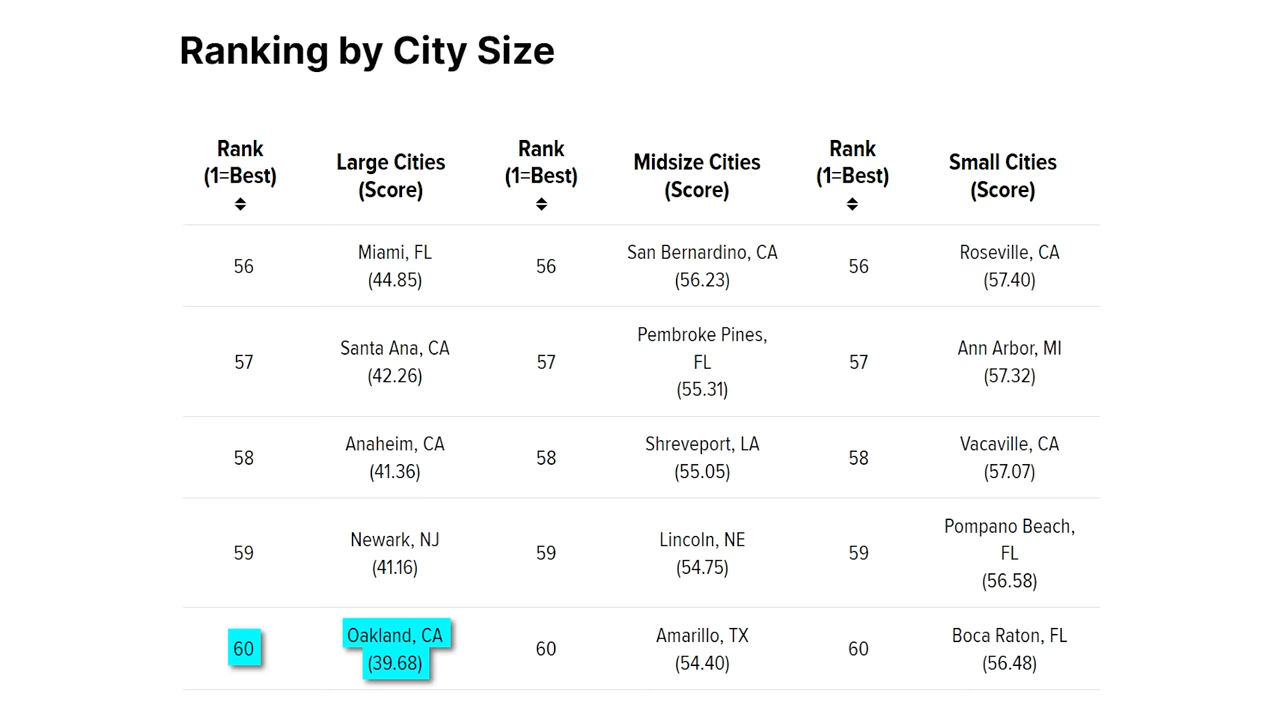 Ranking by City Size
Rank
(1=Best)
Large Cities
(Score)
Rank
(1=Best)
Midsize Cities
(Score)
Rank
(1=Best)
Small Cities
(Score)
56
Miami, FL
(44.85)
56
San Bernardino, CA
(56.23)
56
Roseville, CA
(57.40)
57
Santa Ana, CA
(42.26)
57
Pembroke Pines,
FL
(55.31)
57
Ann Arbor, MI
(57.32)
58
Anaheim, CA
(41.36)
58
Shreveport, LA
(55.05)
58
Vacaville, CA
(57.07)
59
Newark, NJ
(41.16)
59
Lincoln, NE
(54.75)
59
Pompano Beach,
FL
(56.58)
60
Oakland, CA
(39.68)
60
Amarillo, TX
(54.40)
60
Boca Raton, FL
(56.48)